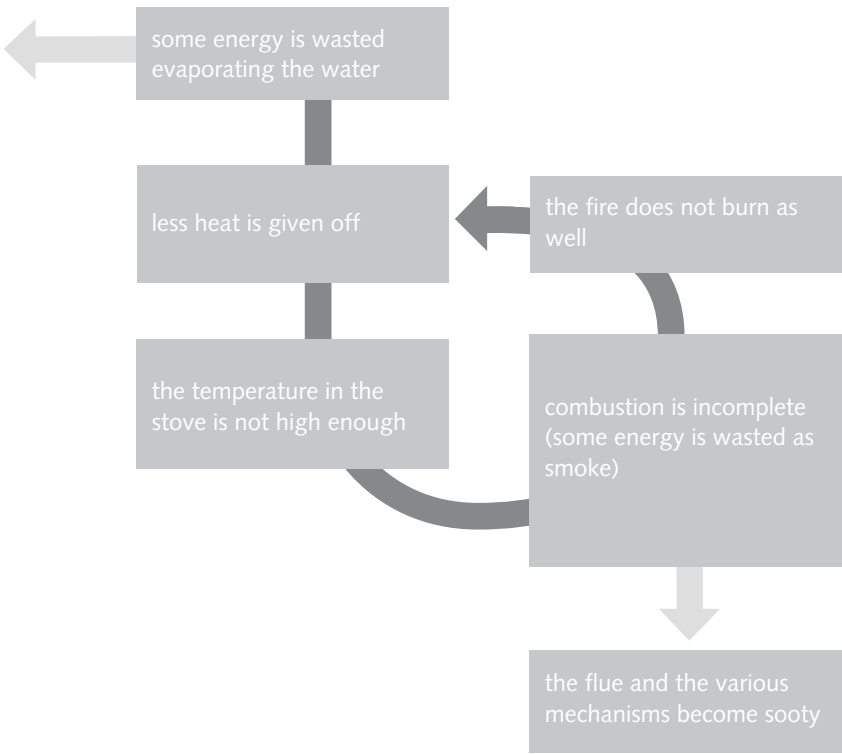 some energy is wasted
evaporating the water
less heat is given off
the fire does not burn as
well
the temperature in the
stove is not high enough
combustion is incomplete
(some energy is wasted as
smoke)
the flue and the various
mechanisms become sooty